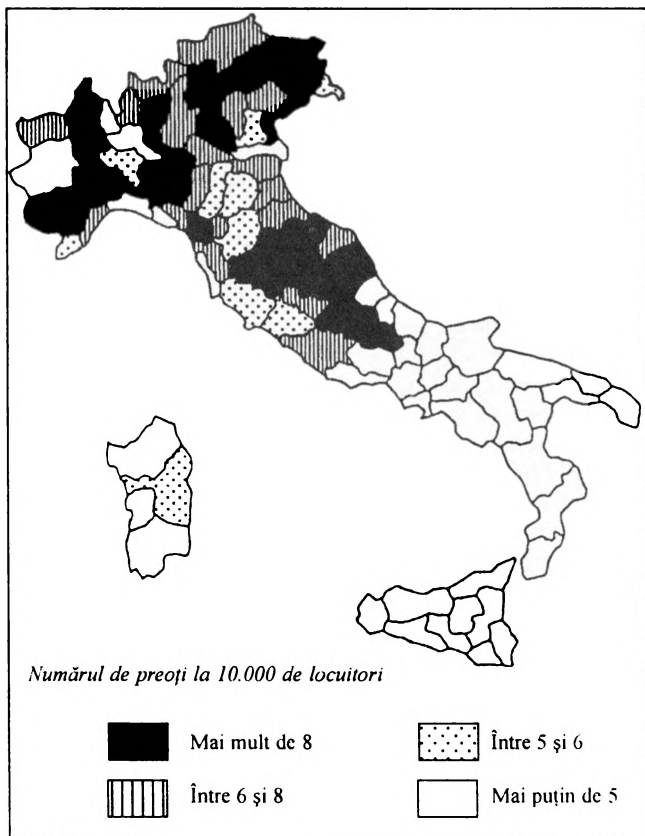 Numărul de preoți la 10.000 de locuitori
Mai mult de 8
Între 5 și 6
Între 6 și 8
Mai puțin de 5